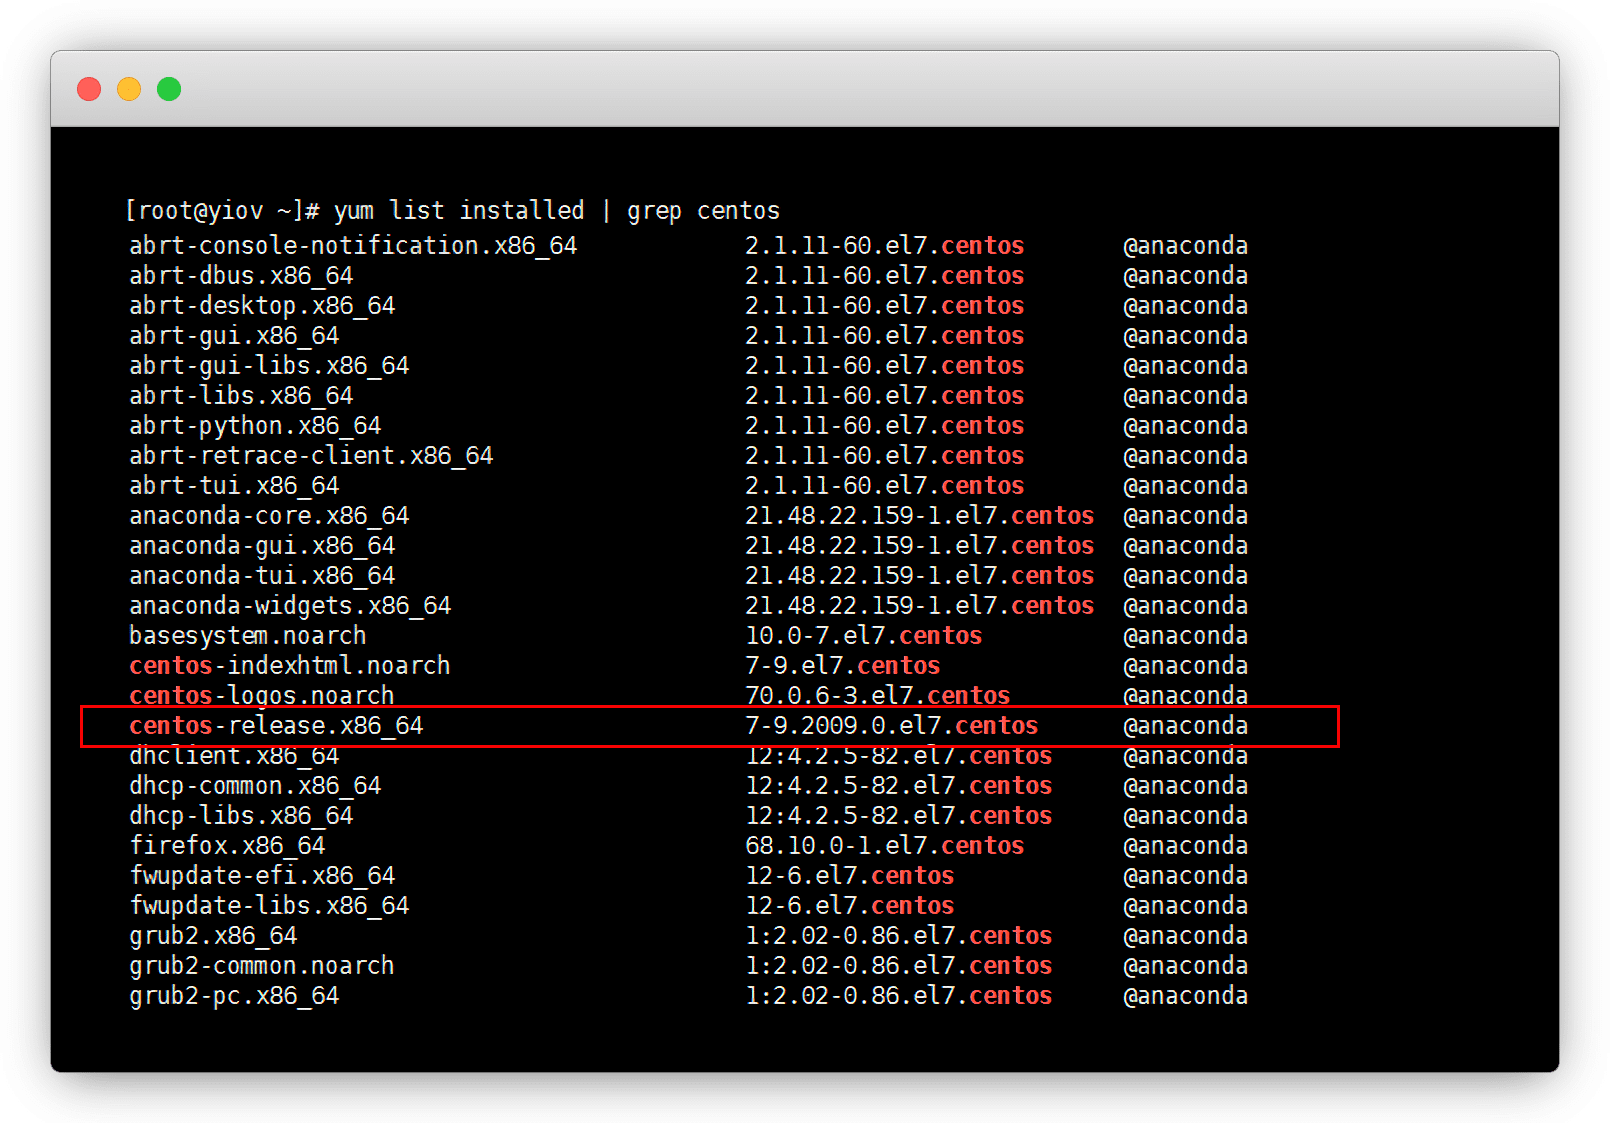 [root@yiov ~]# yum list installed | grep centos
abrt-console-notification.x86_64 2.1.11-60.el7.centos @anaconda
abrt-dbus.x86_64 2.1.11-60.el7.centos @anaconda
abrt-desktop.x86_64 2.1.11-60.el7.centos @anaconda
abrt-gui.x86_64 2.1.11-60.el7.centos @anaconda
abrt-gui-libs.x86_64 2.1.11-60.el7.centos @anaconda
abrt-libs.x86_64 2.1.11-60.el7.centos @anaconda
abrt-python.x86_64 2.1.11-60.el7.centos @anaconda
abrt-retrace-client.x86_64 2.1.11-60.el7.centos @anaconda
abrt-tui.x86_64 2.1.11-60.el7.centos @anaconda
anaconda-core.x86_64 21.48.22.159-1.el7.centos @anaconda
anaconda-gui.x86_64 21.48.22.159-1.el7.centos @anaconda
anaconda-tui.x86_64 21.48.22.159-1.el7.centos @anaconda
anaconda-widgets.x86_64 21.48.22.159-1.el7.centos @anaconda
basesystem.noarch 10.0-7.el7.centos @anaconda
centos-indexhtml.noarch 7-9.el7.centos @anaconda
centos-logos.noarch 70.0.6-3.el7.centos @anaconda
centos-release.x86_64 7-9.2009.0.el7.centos @anaconda
dhclient.x86_64 12:4.2.5-82.el7.centos @anaconda
dhcp-common.x86_64 12:4.2.5-82.el7.centos @anaconda
dhcp-libs.x86_64 12:4.2.5-82.el7.centos @anaconda
firefox.x86_64 68.10.0-1.el7.centos @anaconda
fwupdate-efi.x86_64 12-6.el7.centos @anaconda
fwupdate-libs.x86_64 12-6.el7.centos @anaconda
grub2.x86_64 1:2.02-0.86.el7.centos @anaconda
grub2-common.noarch 1:2.02-0.86.el7.centos @anaconda
grub2-pc.x86_64 1:2.02-0.86.el7.centos @anaconda